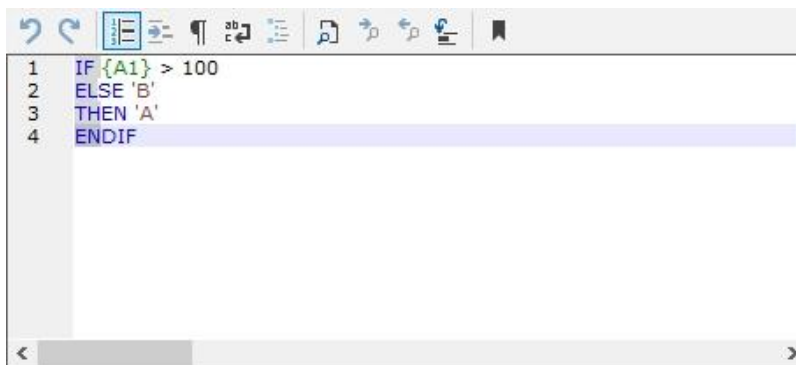 1 IF {A1} > 100
2 ELSE 'B'
3 THEN 'A'
4 ENDIF